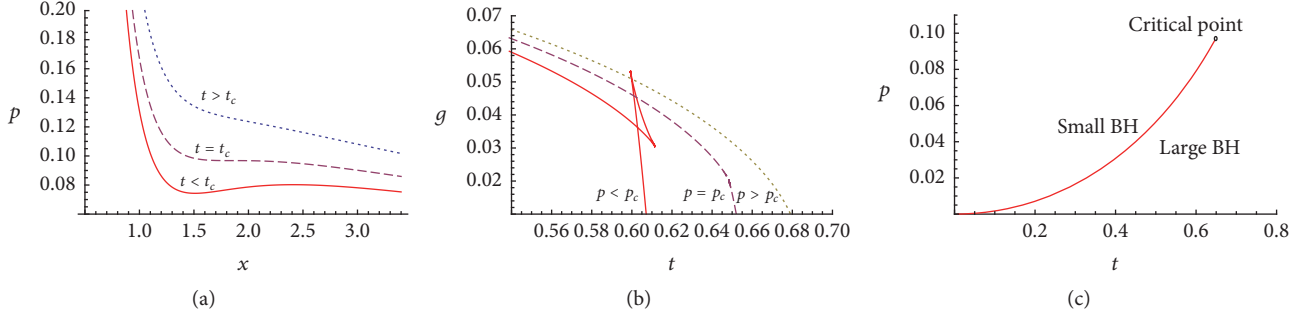 0.20
0.18
0.16
0.14
0.12
0.10
0.08
p
t > t_c
t = t_c
t < t_c
1.0 1.5 2.0 2.5 3.0
x
(a)
0.07
0.06
0.05
0.04
0.03
0.02
g
p < p_c
p = p_c
p > p_c
0.56 0.58 0.60 0.62 0.64 0.66 0.68 0.70
t
(b)
0.10
0.08
0.06
0.04
0.02
p
Critical point
Small BH
Large BH
0.2 0.4 0.6 0.8
t
(c)